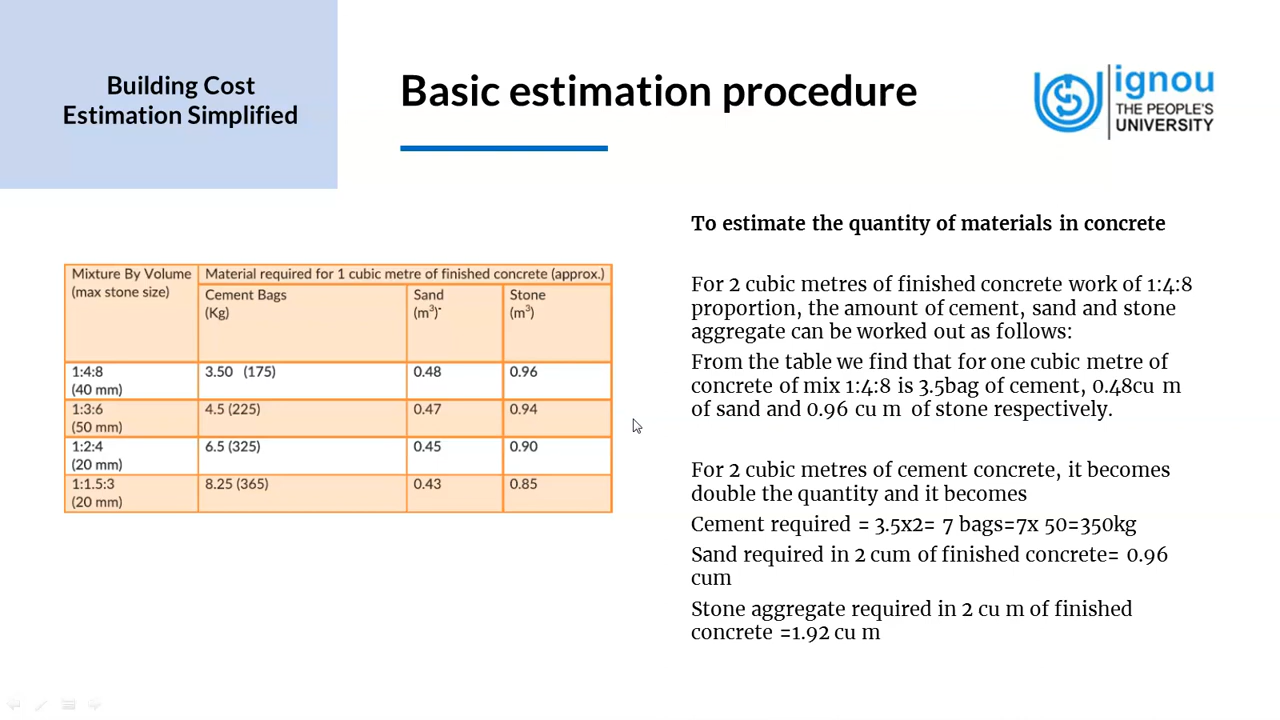 Building Cost
Estimation Simplified
Basic estimation procedure
ignou
THE PEOPLE'S
UNIVERSITY
Mixture By Volume
(max stone size)
Material required for 1 cubic metre of finished concrete (approx.)
Cement Bags
(Kg)
Sand
(m³)
Stone
(m³)
1:4:8
(40 mm)
3.50 (175)
0.48
0.96
1:3:6
(50 mm)
4.5 (225)
0.47
0.94
1:2:4
(20 mm)
6.5 (325)
0.45
0.90
1:1.5:3
(20 mm)
8.25 (365)
0.43
0.85
To estimate the quantity of materials in concrete
For 2 cubic metres of finished concrete work of 1:4:8
proportion, the amount of cement, sand and stone
aggregate can be worked out as follows:
From the table we find that for one cubic metre of
concrete of mix 1:4:8 is 3.5bag of cement, 0.48cu m
of sand and 0.96 cu m of stone respectively.
For 2 cubic metres of cement concrete, it becomes
double the quantity and it becomes
Cement required = 3.5x2= 7 bags=7x 50=350kg
Sand required in 2 cum of finished concrete= 0.96
cum
Stone aggregate required in 2 cu m of finished
concrete =1.92 cu m